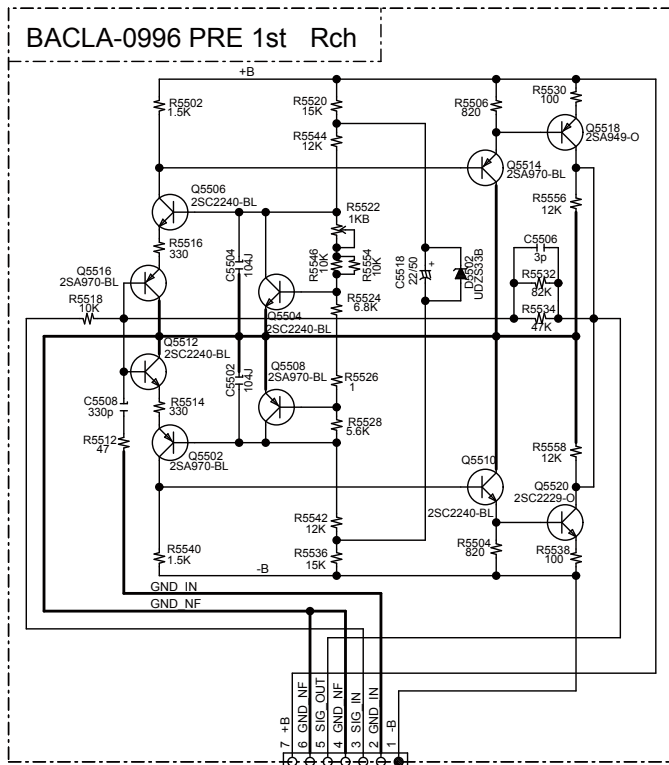 BACLA-0996 PRE 1st Rch
+B
R5502
1.5K
R5520
15K
R5544
12K
R5506
820
R5530
100
Q5518
2SA949-O
Q5514
2SA970-BL
Q5506
2SC2240-BL
R5522
1KB
R5556
12K
R5516
330
C5504
104J
R5546
10K
R5554
10K
C5518
22/50
+
D5502
UDZS33B
C5506
3p
Q5516
2SA970-BL
R5532
82K
R5518
10K
Q5504
2SC2240-BL
R5524
6.8K
R5534
47K
Q5512
2SC2240-BL
C5502
104J
Q5508
2SA970-BL
R5526
1
C5508
330p
R5514
330
R5528
5.6K
R5512
47
Q5502
2SA970-BL
Q5510
2SC2240-BL
R5558
12K
Q5520
2SC2229-O
R5542
12K
R5540
1.5K
R5536
15K
R5504
820
R5538
100
-B
GND_IN
GND_NF
7 +B
6 GND_NF
5 SIG_OUT
4 GND_NF
3 SIG_IN
2 GND_IN
1 -B